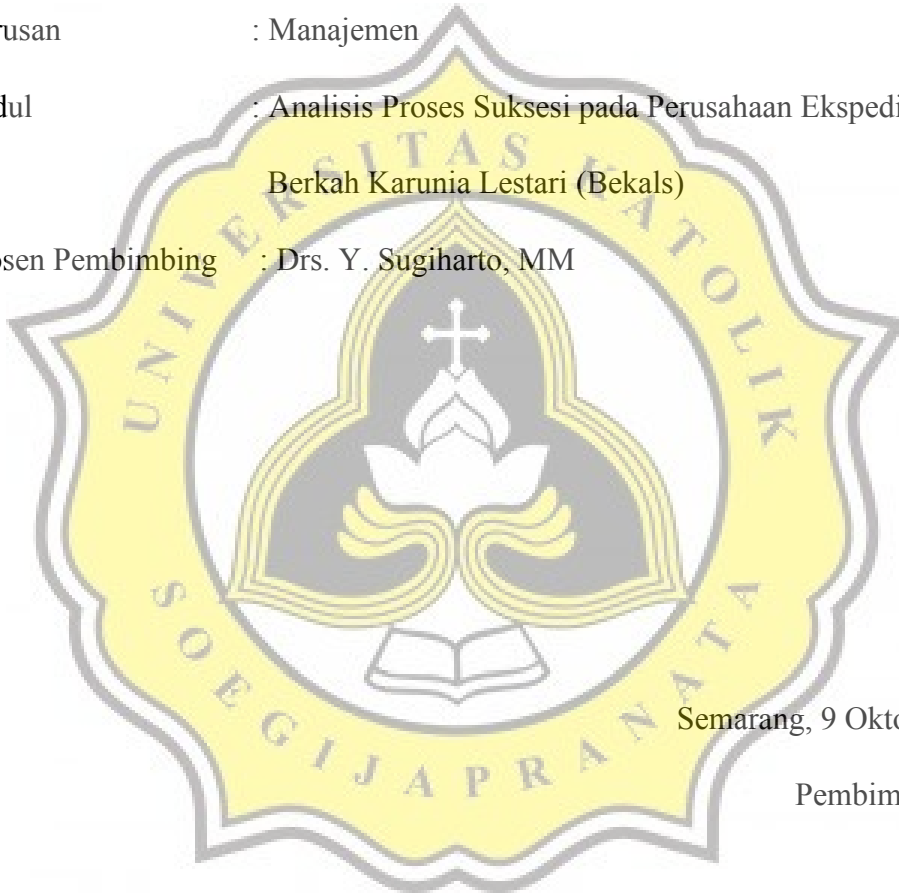 rusan : Manajemen
dul : Analisis Proses Suksesi pada Perusahaan Ekspedi
Berkah Karunia Lestari (Bekals)
osen Pembimbing : Drs. Y. Sugiharto, MM
UNIVERSITAS KATOLIK
SOEGIJAPRANATA
Semarang, 9 Okto
Pembim